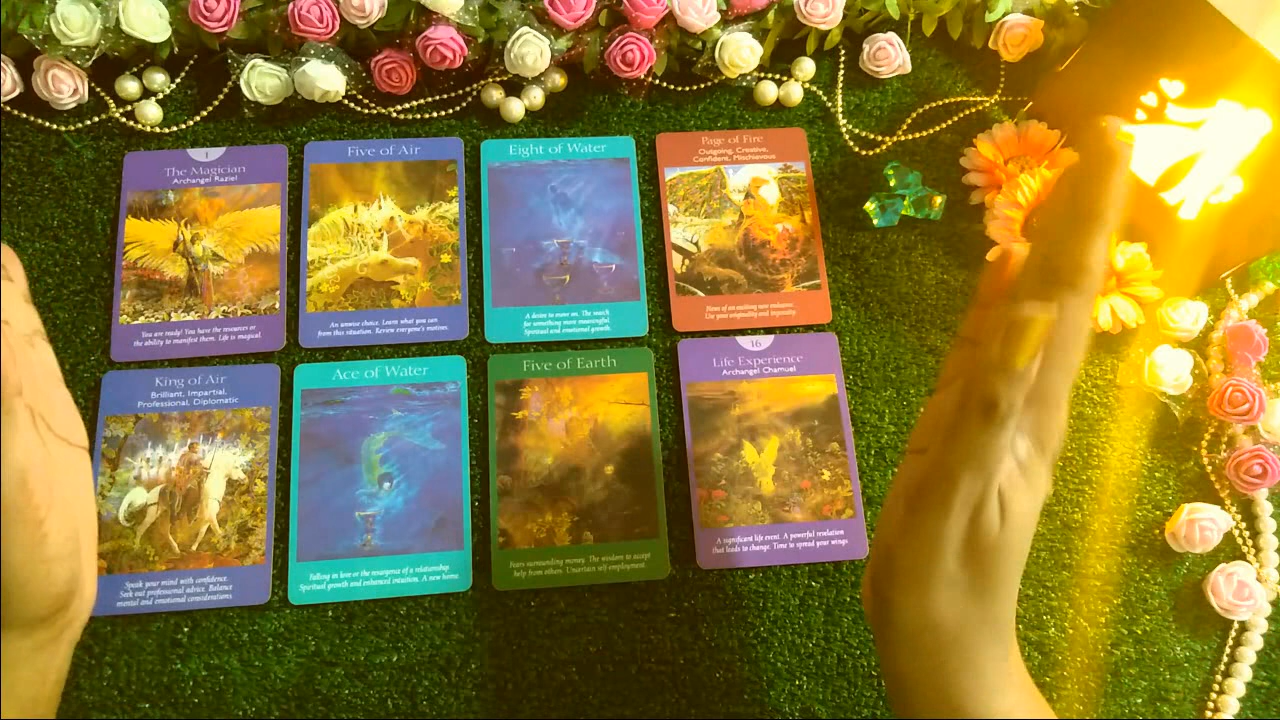 1
The Magician
Archangel Raziel
You are ready! You have the resources or
the ability to manifest them. Life is magical.
Five of Air
An unwise choice. Learn what you can
from this situation. Review everyone's motives.
Eight of Water
A desire to move on. The search
for something more meaningful.
Spiritual and emotional growth.
Page of Fire
Outgoing, Creative,
Confident, Mischievous
News of an exciting new endeavor.
Use your originality and ingenuity.
King of Air
Brilliant, Impartial,
Professional, Diplomatic
Speak your mind with confidence.
Seek out professional advice. Balance
mental and emotional considerations.
Ace of Water
Falling in love or the resurgence of a relationship.
Spiritual growth and enhanced intuition. A new home.
Five of Earth
Fears surrounding money. The wisdom to accept
help from others. Uncertain self-employment.
16
Life Experience
Archangel Chamuel
A significant life event. A powerful revelation
that leads to change. Time to spread your wings